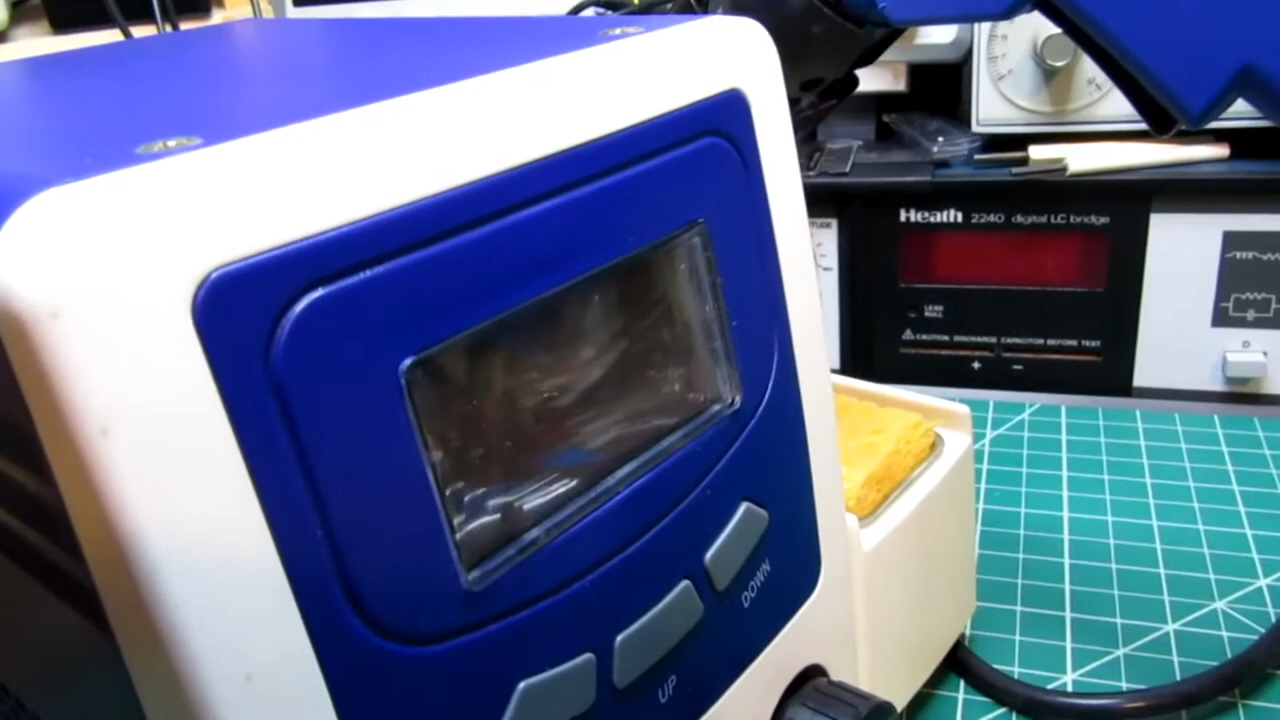 Heath 2240 digital LC bridge
LEAD
NULL
⚠CAUTION: DISCHARGE CAPACITOR BEFORE TEST
+ −
D
DOWN
UP